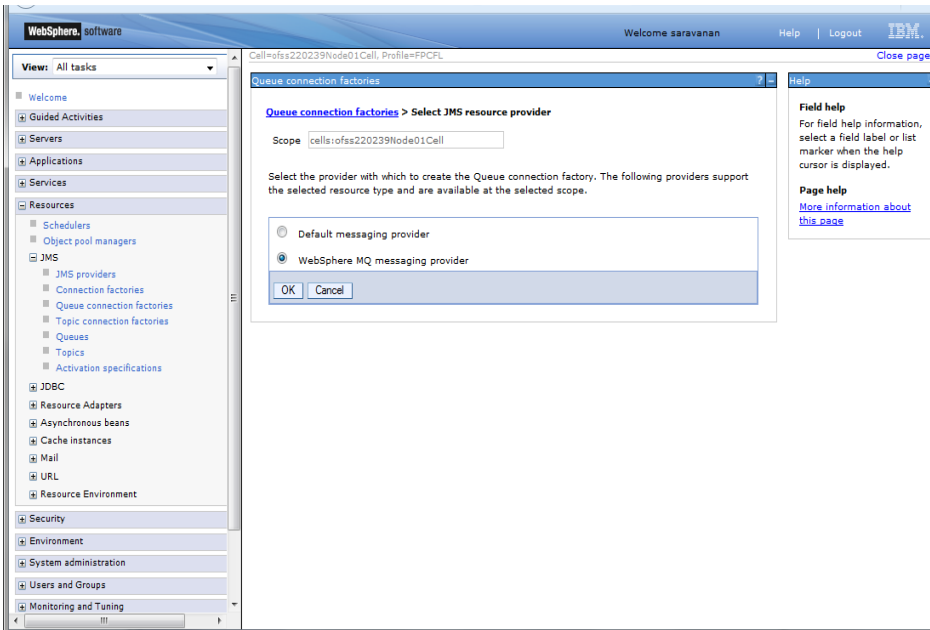 WebSphere. software
Welcome saravanan
Help | Logout
IBM.
View: All tasks
Welcome
Guided Activities
Servers
Applications
Services
Resources
Schedulers
Object pool managers
JMS
JMS providers
Connection factories
Queue connection factories
Topic connection factories
Queues
Topics
Activation specifications
JDBC
Resource Adapters
Asynchronous beans
Cache instances
Mail
URL
Resource Environment
Security
Environment
System administration
Users and Groups
Monitoring and Tuning
Cell=ofss220239Node01Cell, Profile=FPCFL
Close page
Queue connection factories
? -
Queue connection factories > Select JMS resource provider
Scope cells:ofss220239Node01Cell
Select the provider with which to create the Queue connection factory. The following providers support
the selected resource type and are available at the selected scope.
Default messaging provider
WebSphere MQ messaging provider
OK Cancel
Help
Field help
For field help information,
select a field label or list
marker when the help
cursor is displayed.
Page help
More information about
this page